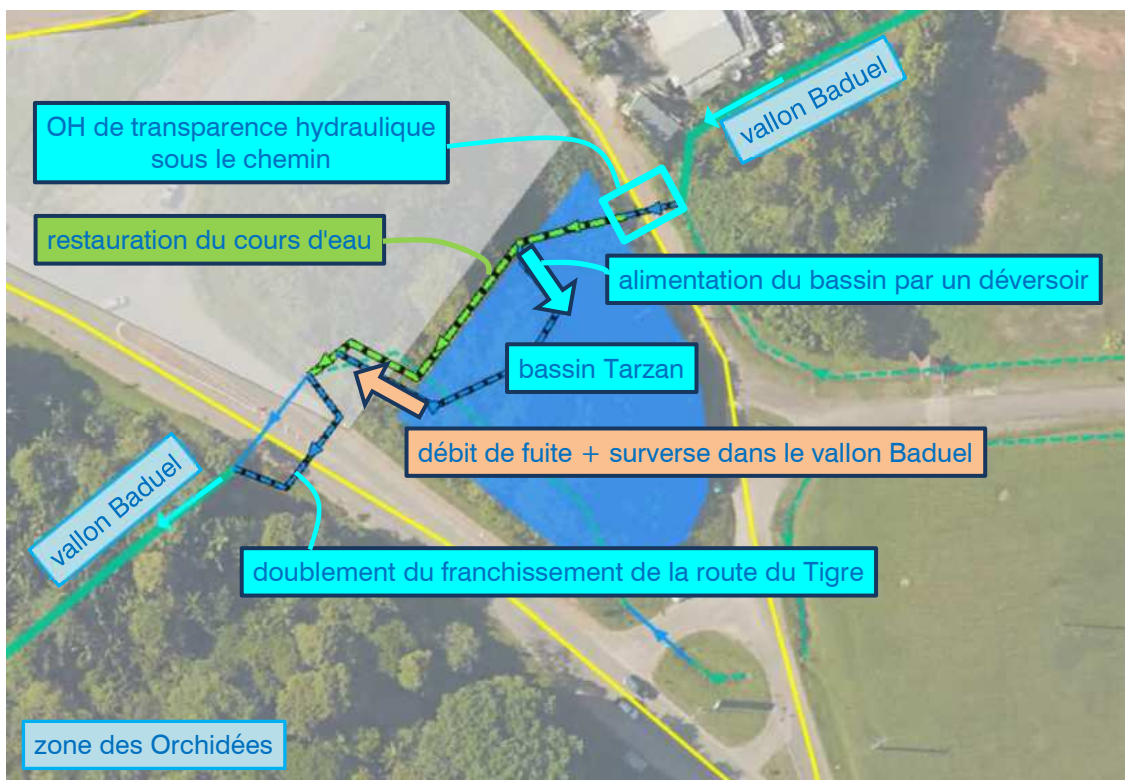 vallon Baduel
OH de transparence hydraulique
sous le chemin
restauration du cours d'eau
alimentation du bassin par un déversoir
bassin Tarzan
débit de fuite + surverse dans le vallon Baduel
vallon Baduel
doublement du franchissement de la route du Tigre
zone des Orchidées